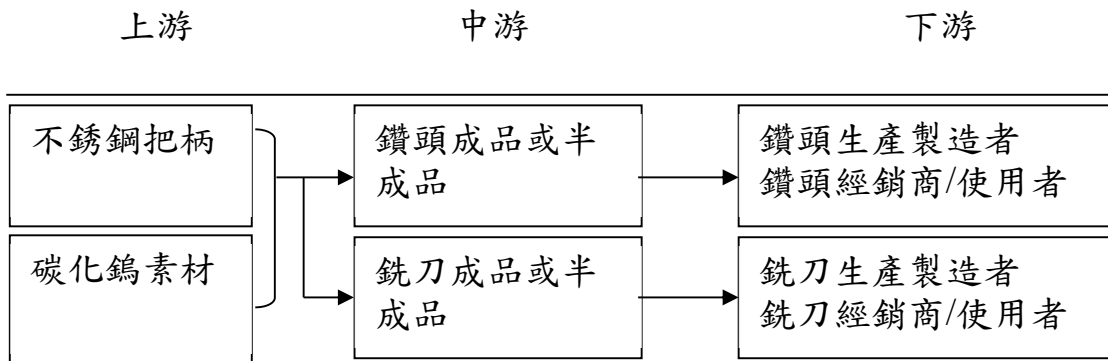 上游 中游 下游
不銹鋼把柄
鑽頭成品或半
成品
鑽頭生產製造者
鑽頭經銷商/使用者
碳化鎢素材
銑刀成品或半
成品
銑刀生產製造者
銑刀經銷商/使用者